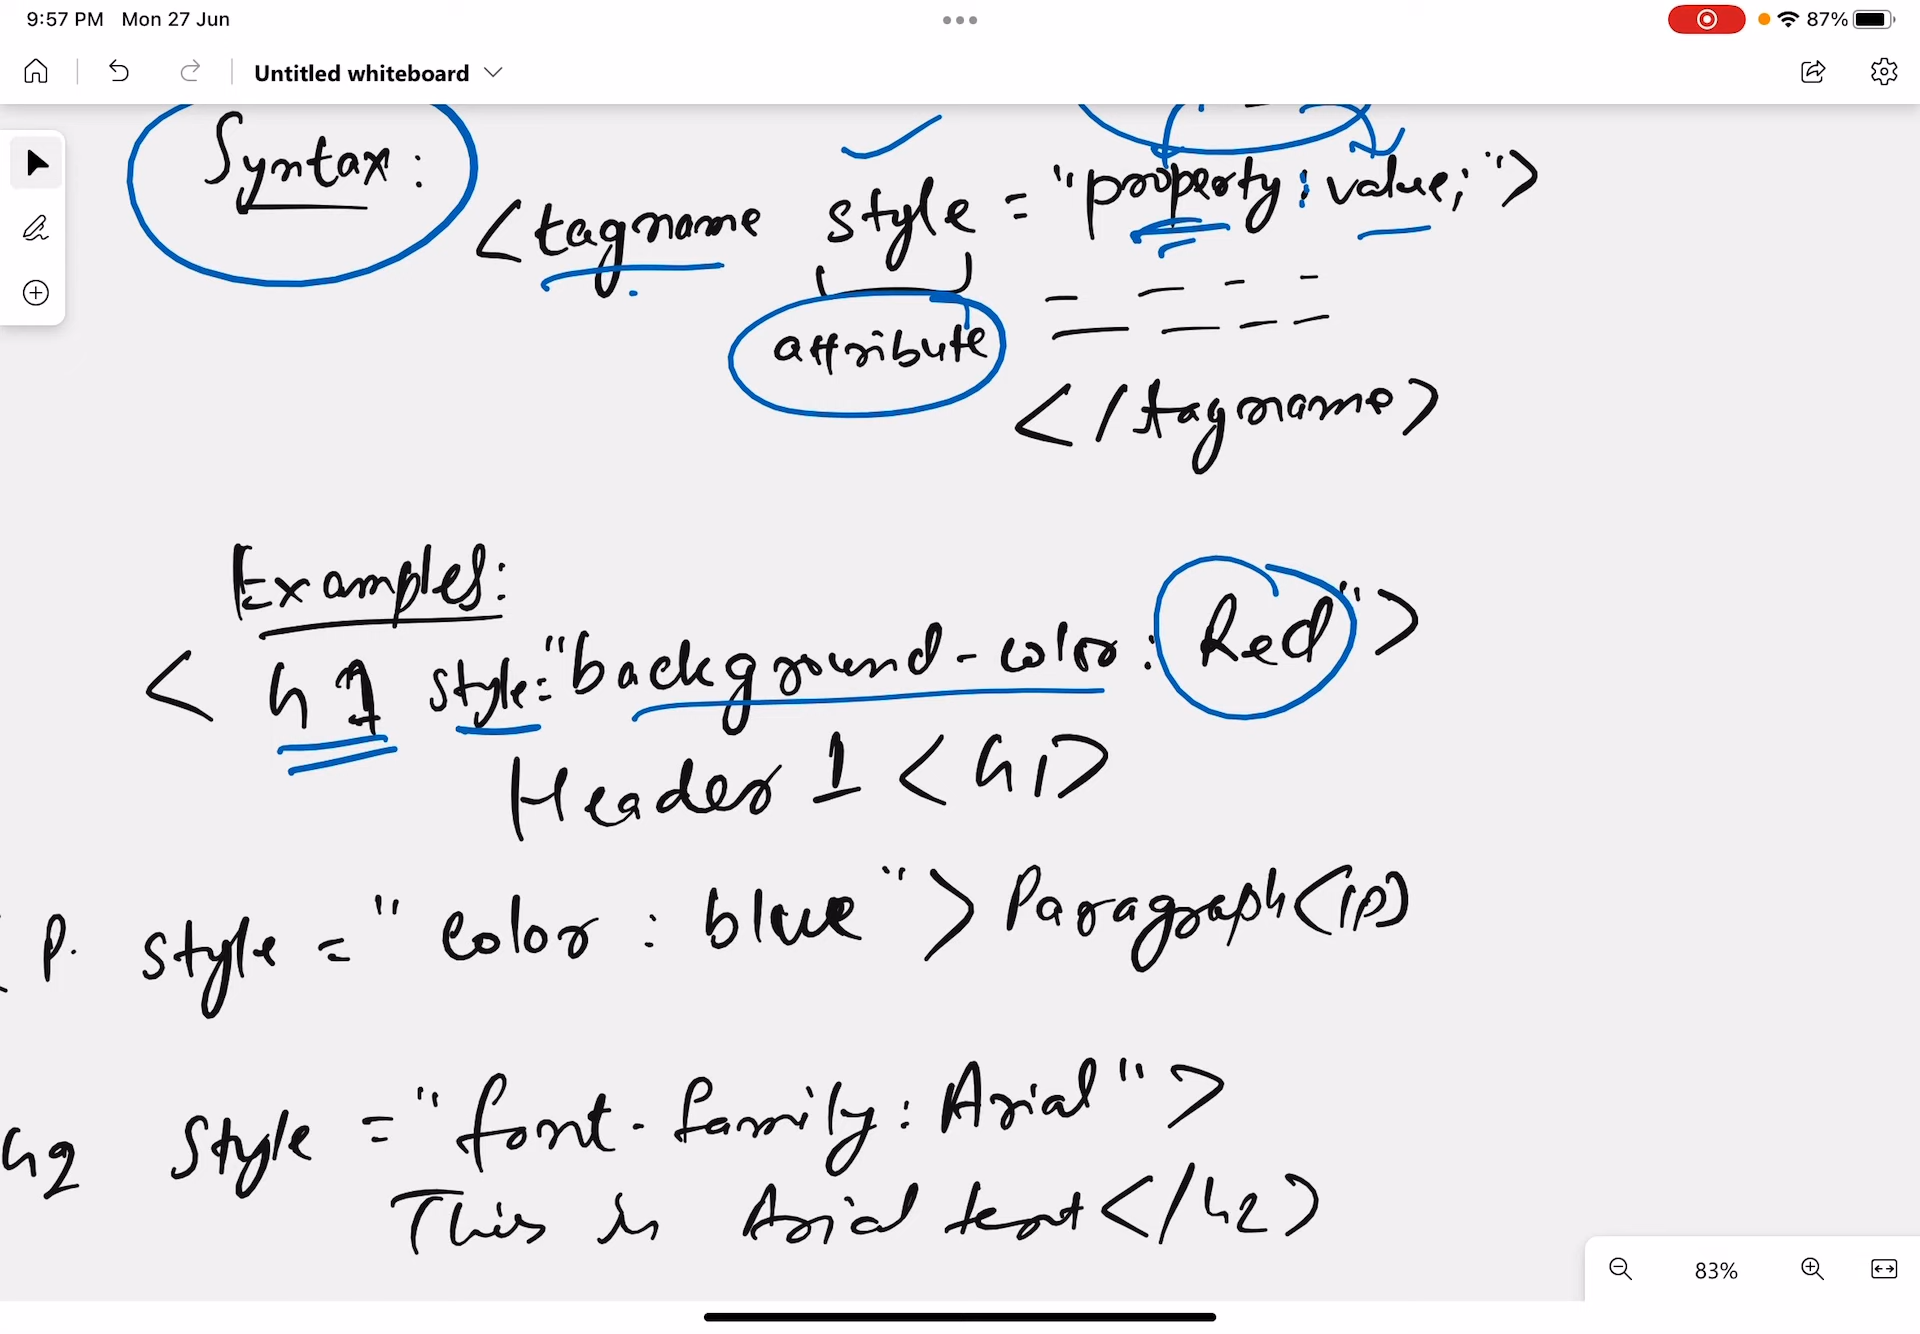 9:57 PM Mon 27 Jun
87%
Untitled whiteboard
Syntax:
<tagname style = "property: value;">
attribute
</tagname>
Examples:
< h1 style="background-color: Red">
Header 1 <h1>
< P. style = "color : blue"> Paragraph</p>
h2 Style = "font-family: Arial">
This is Arial text</h2>
83%